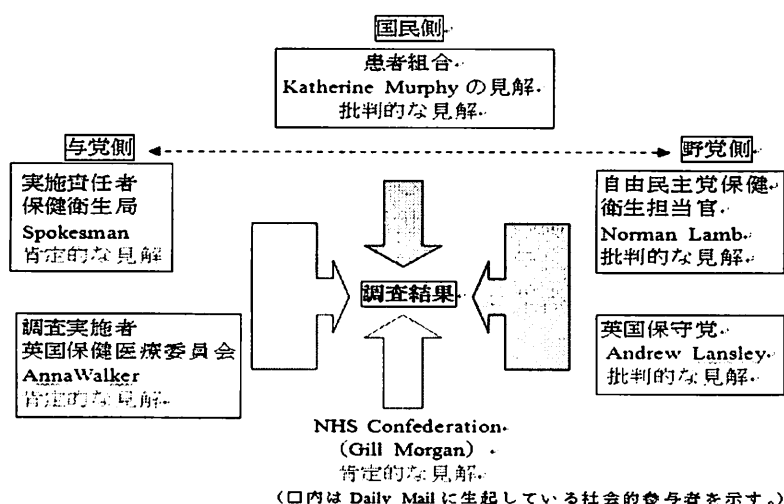 国民側
患者組合
Katherine Murphy の見解
批判的な見解
与党側
野党側
実施責任者
保健衛生局
Spokesman
肯定的な見解
自由民主党保健
衛生担当官
Norman Lamb
批判的な見解
調査結果
調査実施者
英国保健医療委員会
AnnaWalker
肯定的な見解
英国保守党
Andrew Lansley
批判的な見解
NHS Confederation
(Gill Morgan)
肯定的な見解
(口内は Daily Mail に生起している社会的参与者を示す。)